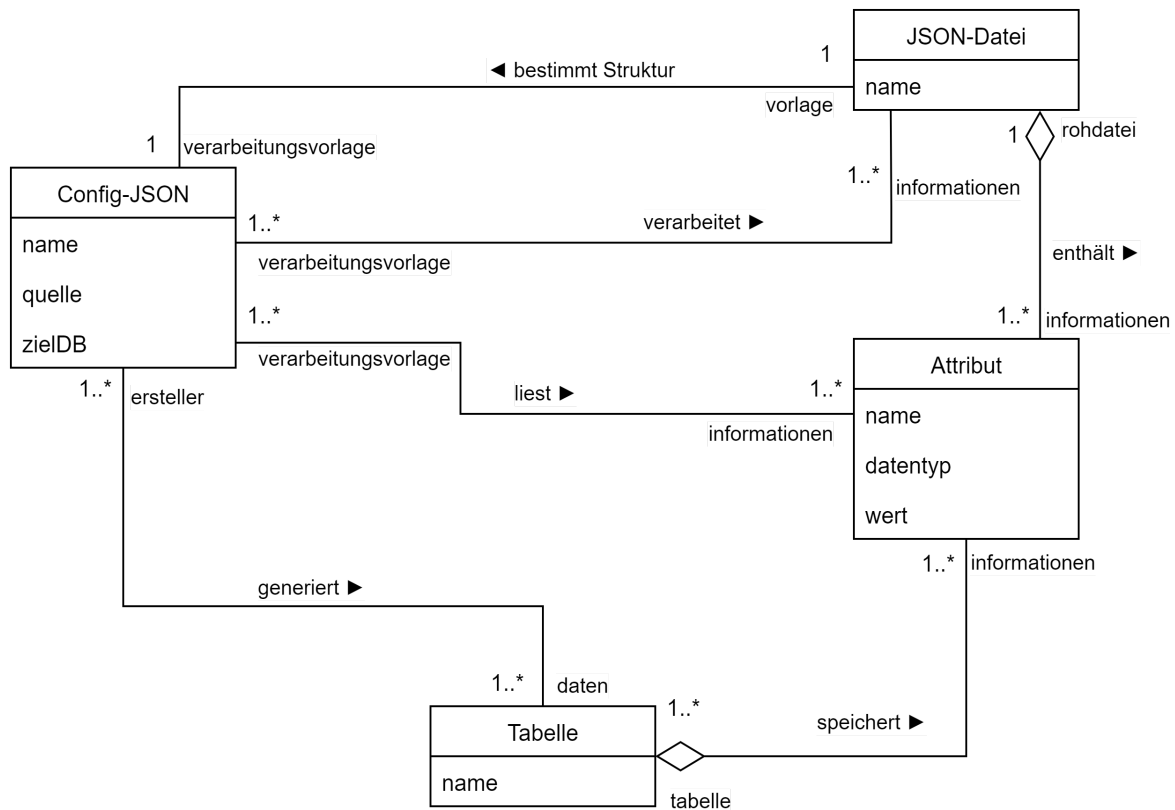 JSON-Datei
name
1
◄ bestimmt Struktur
vorlage
1
verarbeitungsvorlage
1
rohdatei
Config-JSON
name
quelle
zielDB
1..*
informationen
1..*
verarbeitet ►
verarbeitungsvorlage
enthält ►
1..*
verarbeitungsvorlage
1..*
informationen
Attribut
name
datentyp
wert
1..*
ersteller
liest ►
1..*
informationen
1..*
informationen
generiert ►
1..*
daten
1..*
speichert ►
Tabelle
name
tabelle